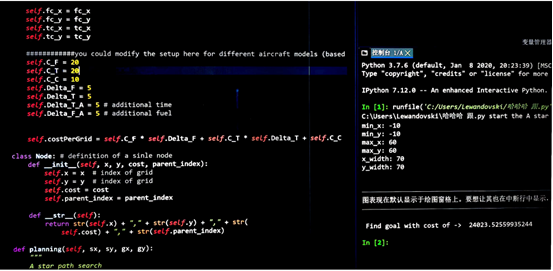 self.fc_x = fc_x
self.fc_y = fc_y
self.tc_x = tc_x
self.tc_y = tc_y
############you could modify the setup here for different aircraft models (based
self.C_F = 20
self.C_T = 20
self.C_C = 10
self.Delta_F = 5
self.Delta_T = 5
self.Delta_T_A = 5 # additional time
self.Delta_F_A = 5 # additional fuel
self.costPerGrid = self.C_F * self.Delta_F + self.C_T * self.Delta_T + self.C_C
class Node: # definition of a sinle node
def __init__(self, x, y, cost, parent_index):
self.x = x # index of grid
self.y = y # index of grid
self.cost = cost
self.parent_index = parent_index
def __str__(self):
return str(self.x) + "," + str(self.y) + "," + str(
self.cost) + "," + str(self.parent_index)
def planning(self, sx, sy, gx, gy):
"""
A star path search
变量管理器
控制台 1/A
Python 3.7.6 (default, Jan 8 2020, 20:23:39) [MSC
Type "copyright", "credits" or "license" for more
IPython 7.12.0 -- An enhanced Interactive Python.
In [1]: runfile('C:/Users/Lewandovski/哈哈哈 跟.py'
C:\Users\Lewandovski\哈哈哈 跟.py start the A star
min_x: -10
min_y: -10
max_x: 60
max_y: 60
x_width: 70
y_width: 70
图表现在默认显示于绘图窗格上。要想让其也在中断行中显示，
Find goal with cost of -> 24023.52559935244
In [2]: